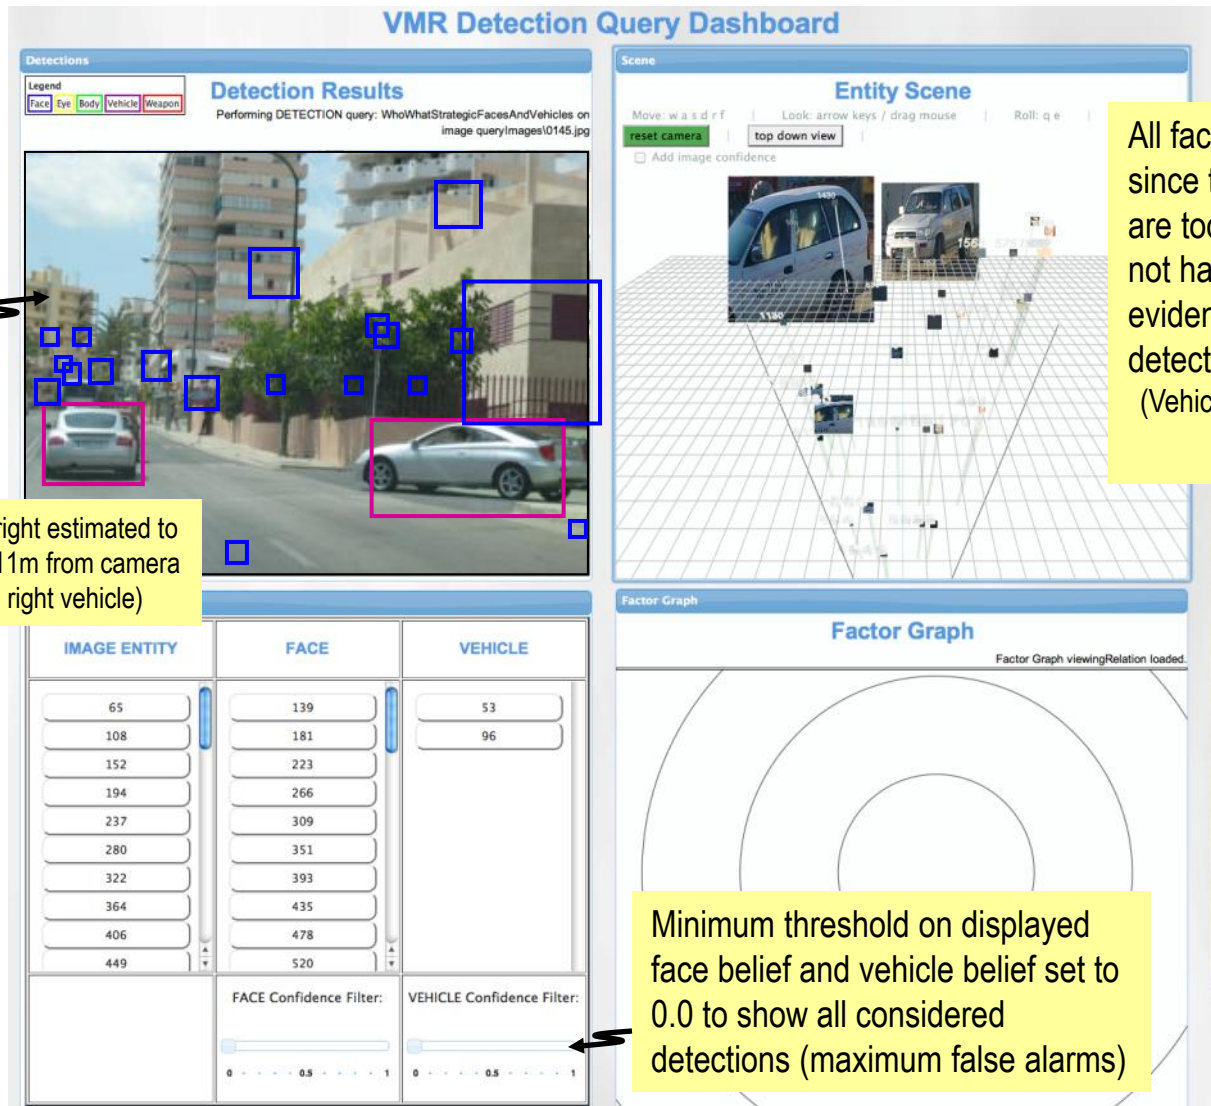 VMR Detection Query Dashboard
Detections
Legend
Face Eye Body Vehicle Weapon
Detection Results
Performing DETECTION query: WhoWhatStrategicFacesAndVehicles on
image queryImages\0145.jpg
right estimated to
11m from camera
right vehicle)
Scene
Entity Scene
Move: w a s d r f | Look: arrow keys / drag mouse | Roll: q e |
reset camera | top down view |
Add image confidence
1430
1180
All fac
since t
are too
not ha
eviden
detect
(Vehic
IMAGE ENTITY FACE VEHICLE
65 139 53
108 181 96
152 223
194 266
237 309
280 351
322 393
364 435
406 478
449 520
FACE Confidence Filter: VEHICLE Confidence Filter:
0 · · · · 0.5 · · · · 1 0 · · · · 0.5 · · · · 1
Factor Graph
Factor Graph
Factor Graph viewingRelation loaded.
Minimum threshold on displayed
face belief and vehicle belief set to
0.0 to show all considered
detections (maximum false alarms)